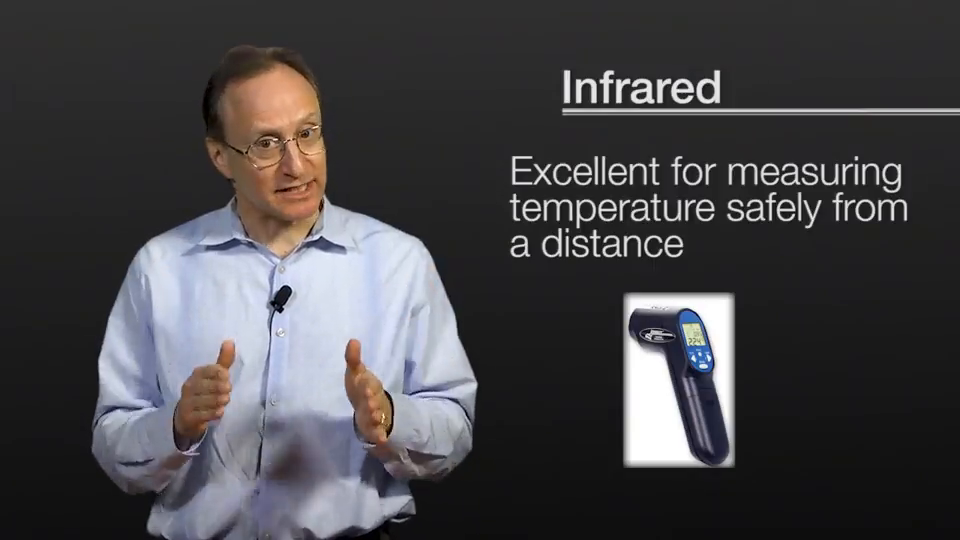 Infrared
Excellent for measuring
temperature safely from
a distance